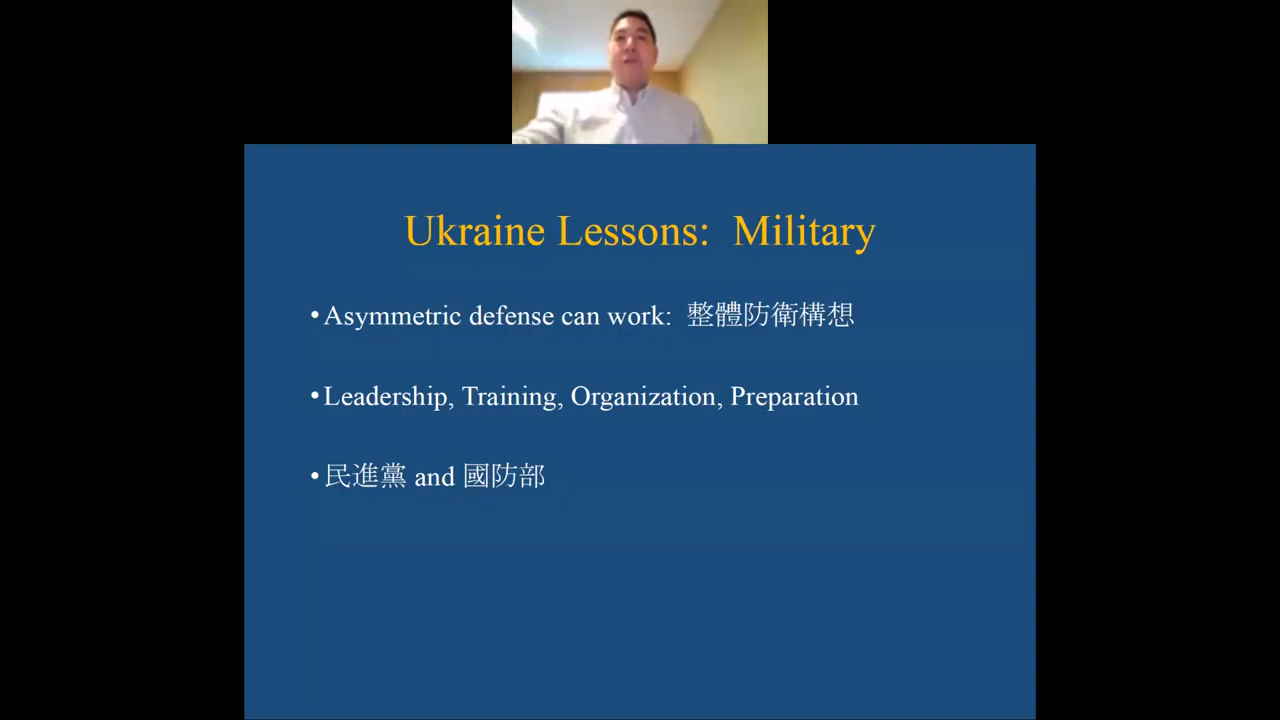 Ukraine Lessons:  Military
•Asymmetric defense can work:  整體防衛構想
•Leadership, Training, Organization, Preparation
•民進黨 and 國防部